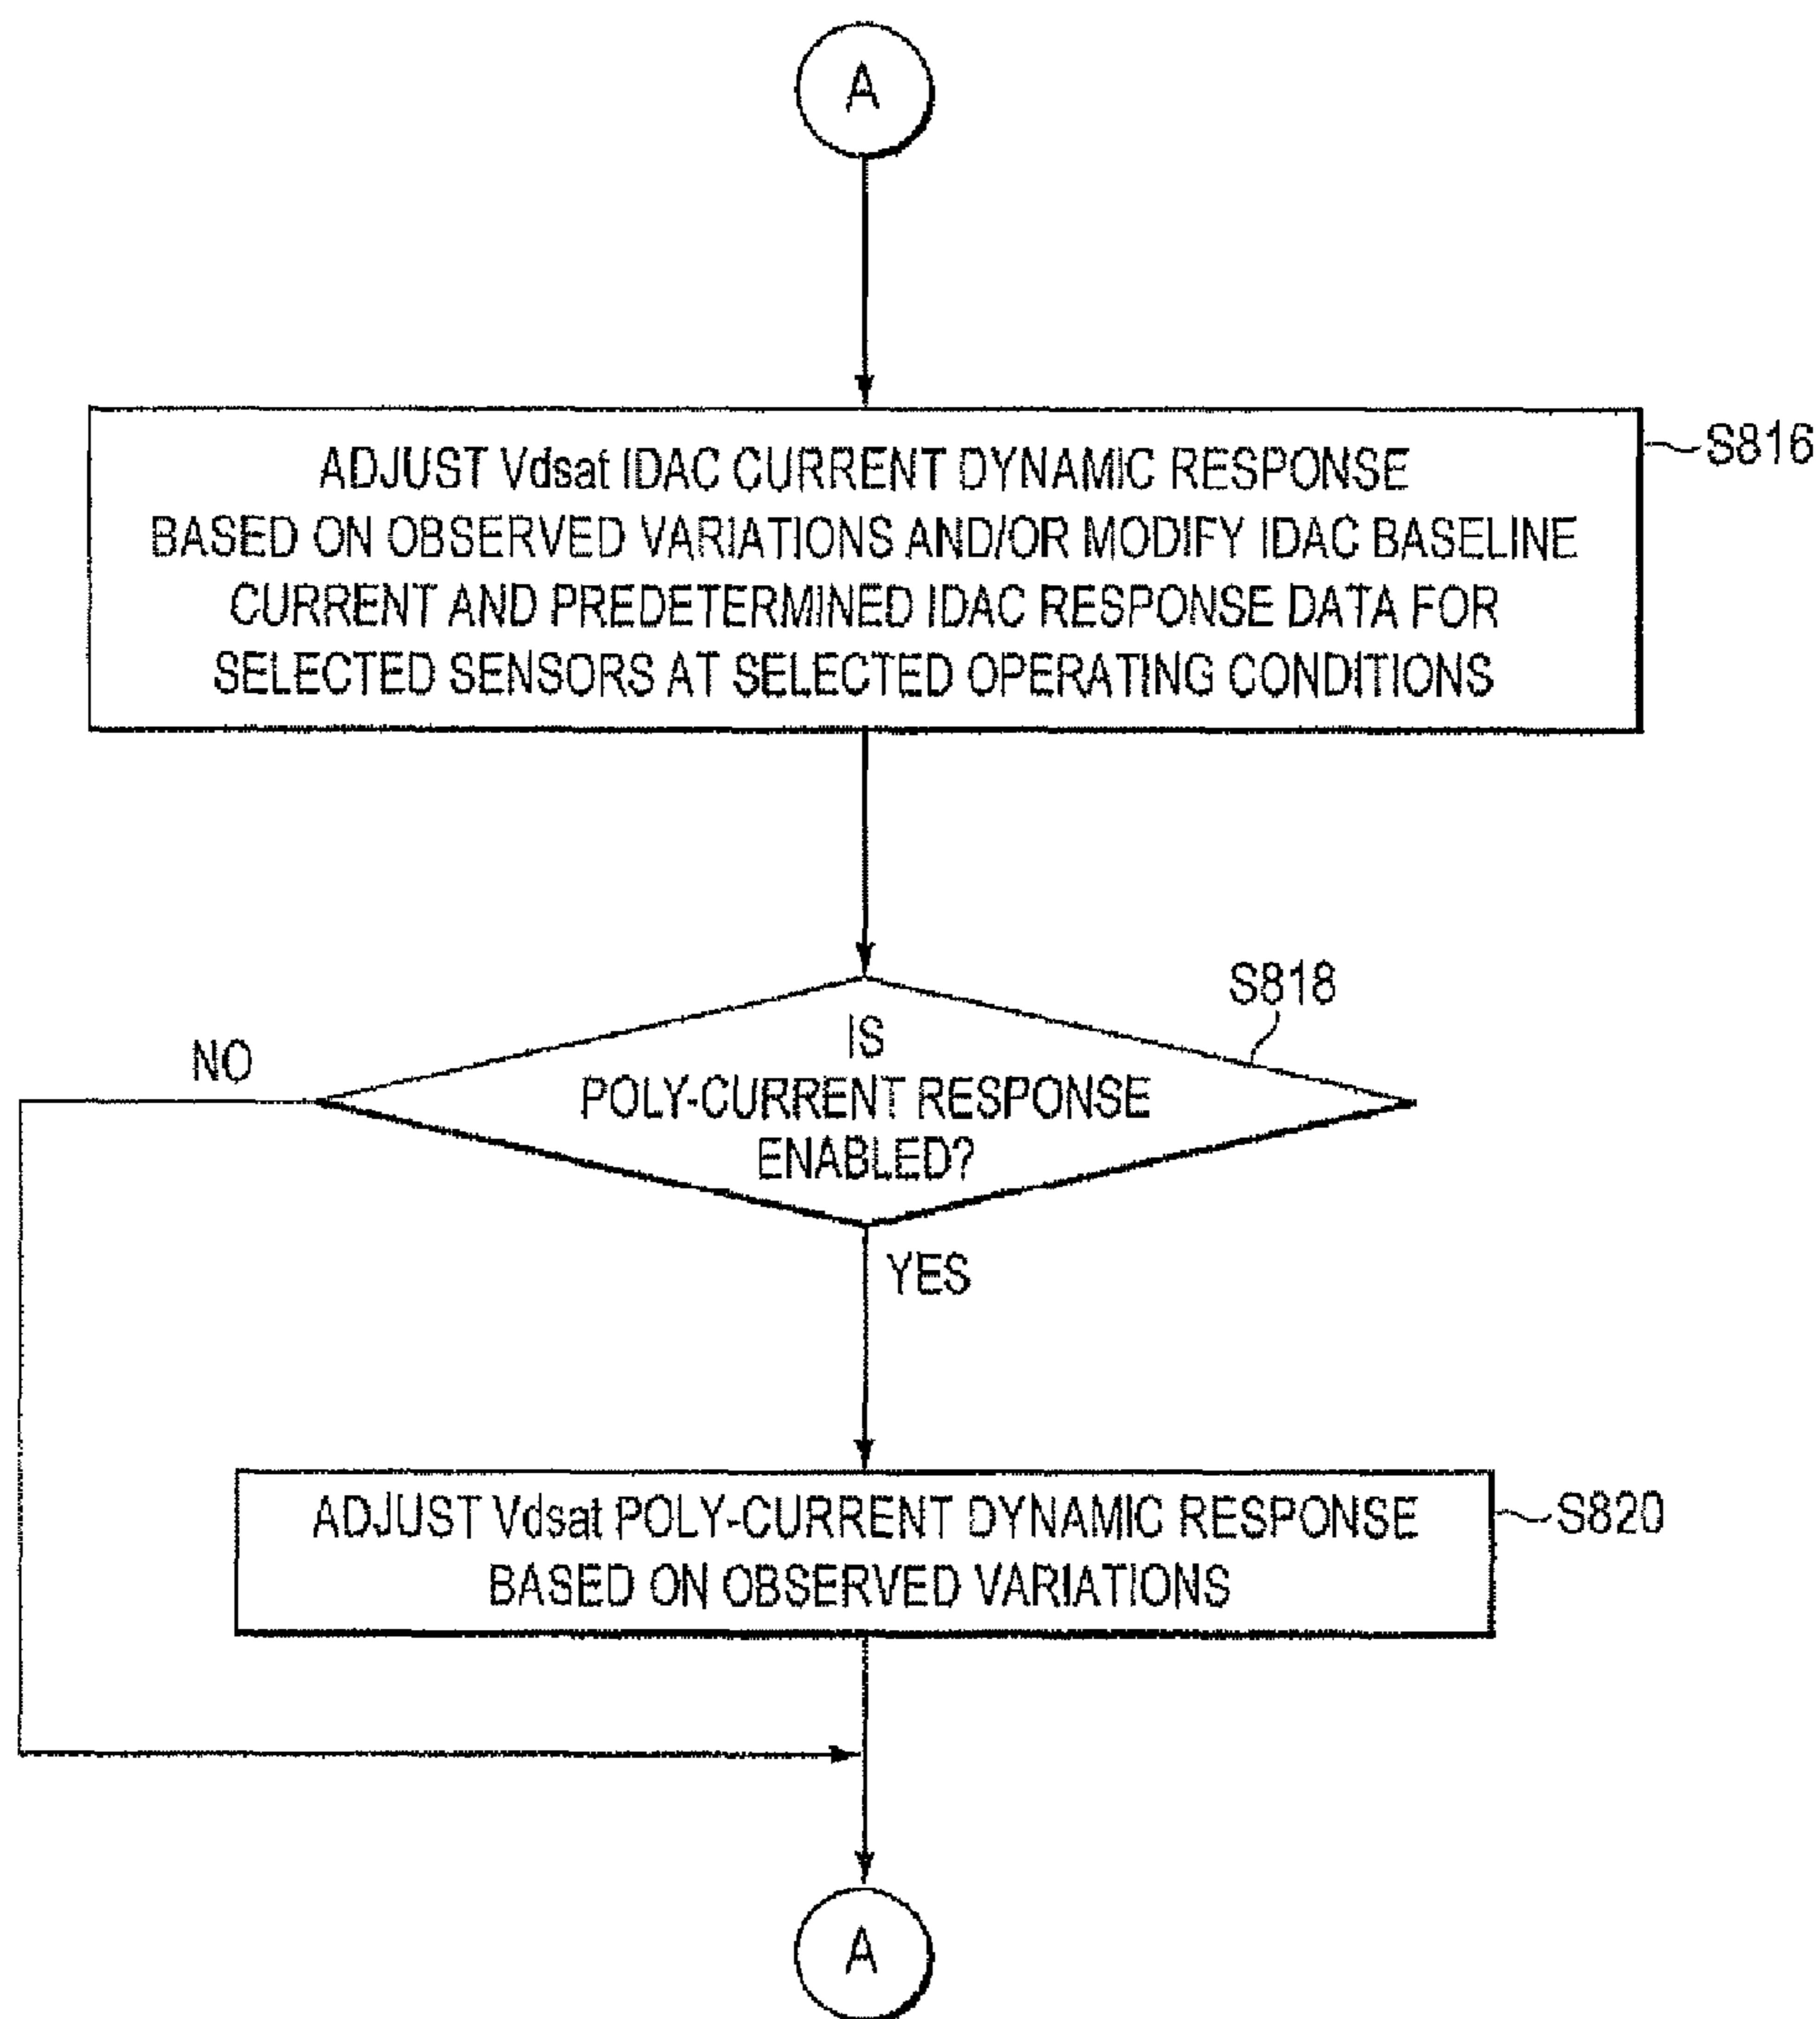 A
ADJUST Vdsat IDAC CURRENT DYNAMIC RESPONSE
BASED ON OBSERVED VARIATIONS AND/OR MODIFY IDAC BASELINE
CURRENT AND PREDETERMINED IDAC RESPONSE DATA FOR
SELECTED SENSORS AT SELECTED OPERATING CONDITIONS
S816
S818
IS
POLY-CURRENT RESPONSE
ENABLED?
NO
YES
ADJUST Vdsat POLY-CURRENT DYNAMIC RESPONSE
BASED ON OBSERVED VARIATIONS
S820
A